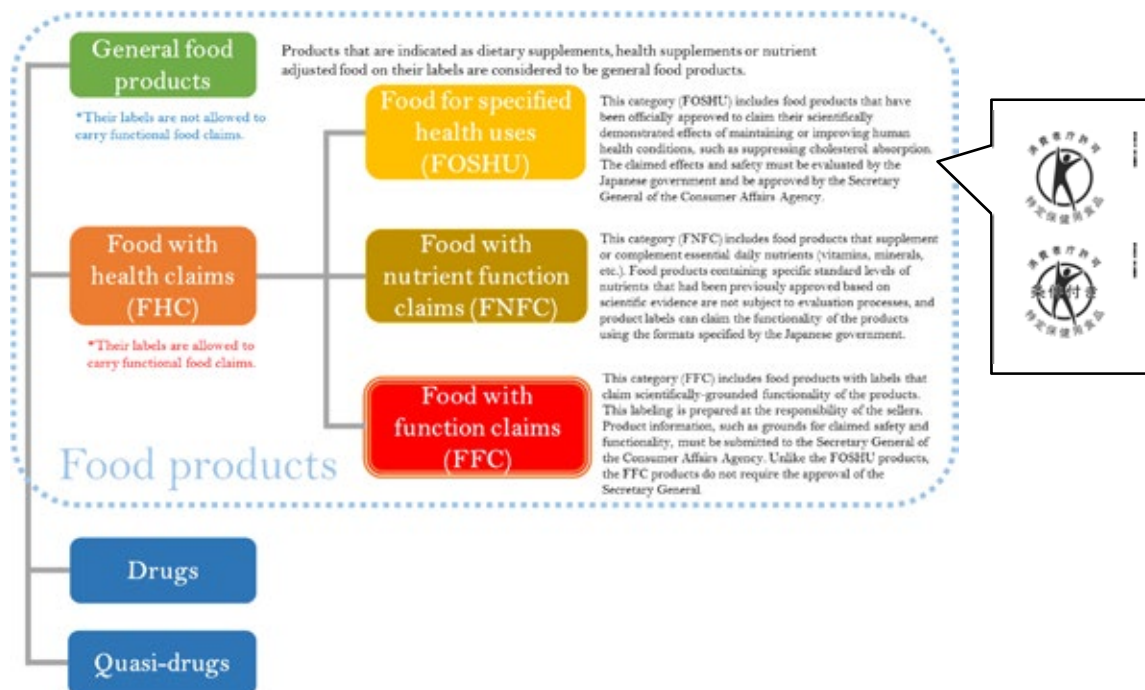 General food
products
Products that are indicated as dietary supplements, health supplements or nutrient
adjusted food on their labels are considered to be general food products.
*Their labels are not allowed to
carry functional food claims.
Food for specified
health uses
(FOSHU)
This category (FOSHU) includes food products that have
been officially approved to claim their scientifically
demonstrated effects of maintaining or improving human
health conditions, such as suppressing cholesterol absorption.
The claimed effects and safety must be evaluated by the
Japanese government and be approved by the Secretary
General of the Consumer Affairs Agency.
消費者庁許可
特定保健用食品
消費者庁許可
条件付き
特定保健用食品
Food with
health claims
(FHC)
*Their labels are allowed to
carry functional food claims.
Food with
nutrient function
claims (FNFC)
This category (FNFC) includes food products that supplement
or complement essential daily nutrients (vitamins, minerals,
etc.). Food products containing specific standard levels of
nutrients that had been previously approved based on
scientific evidence are not subject to evaluation processes, and
product labels can claim the functionality of the products
using the formats specified by the Japanese government.
Food with
function claims
(FFC)
This category (FFC) includes food products with labels that
claim scientifically-grounded functionality of the products.
This labeling is prepared at the responsibility of the sellers.
Product information, such as grounds for claimed safety and
functionality, must be submitted to the Secretary General of
the Consumer Affairs Agency. Unlike the FOSHU products,
the FFC products do not require the approval of the
Secretary General.
Food products
Drugs
Quasi-drugs